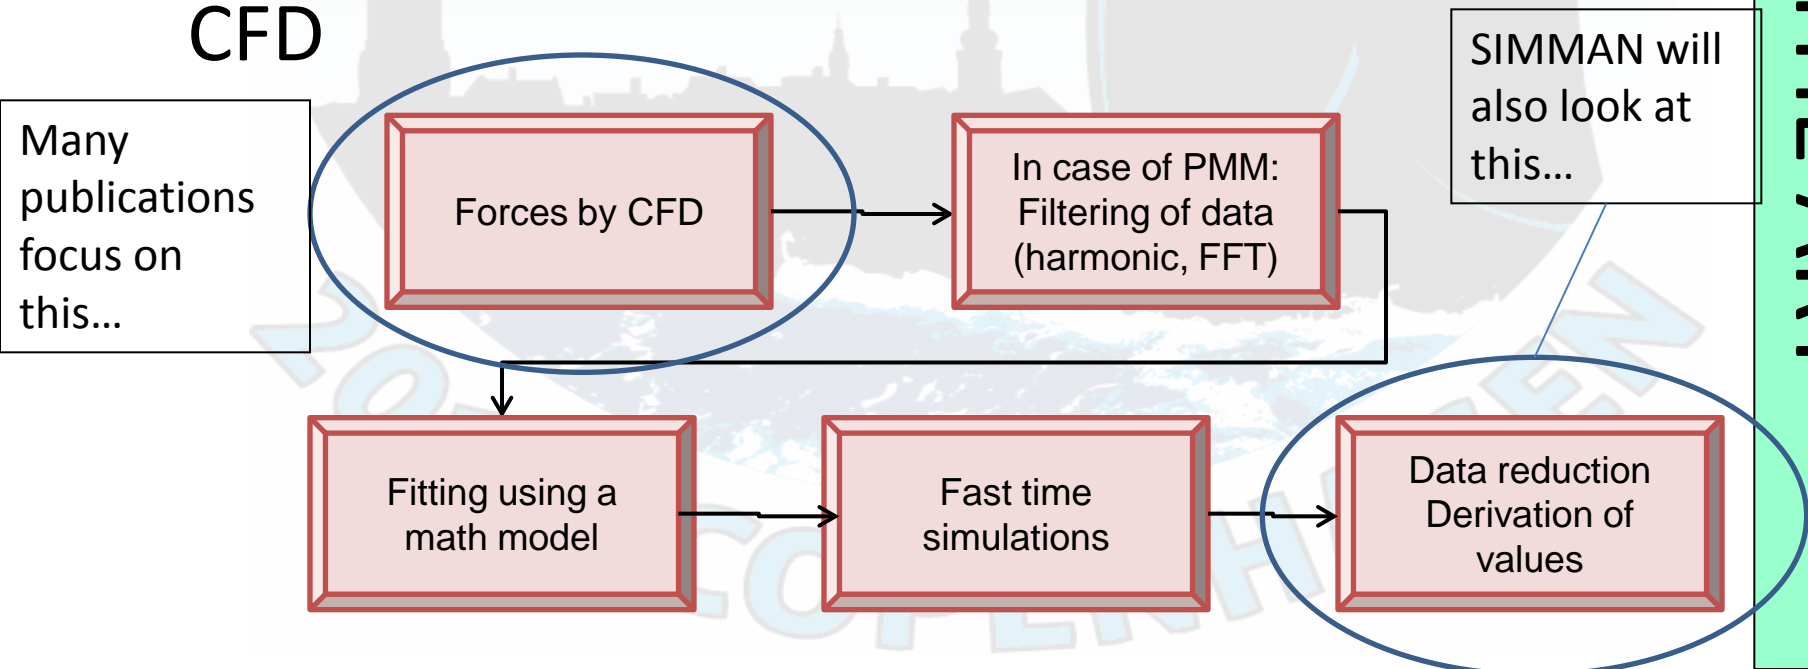 CFD
Many
publications
focus on
this...
Forces by CFD
In case of PMM:
Filtering of data
(harmonic, FFT)
SIMMAN will
also look at
this...
Fitting using a
math model
Fast time
simulations
Data reduction
Derivation of
values
COPENHAGEN